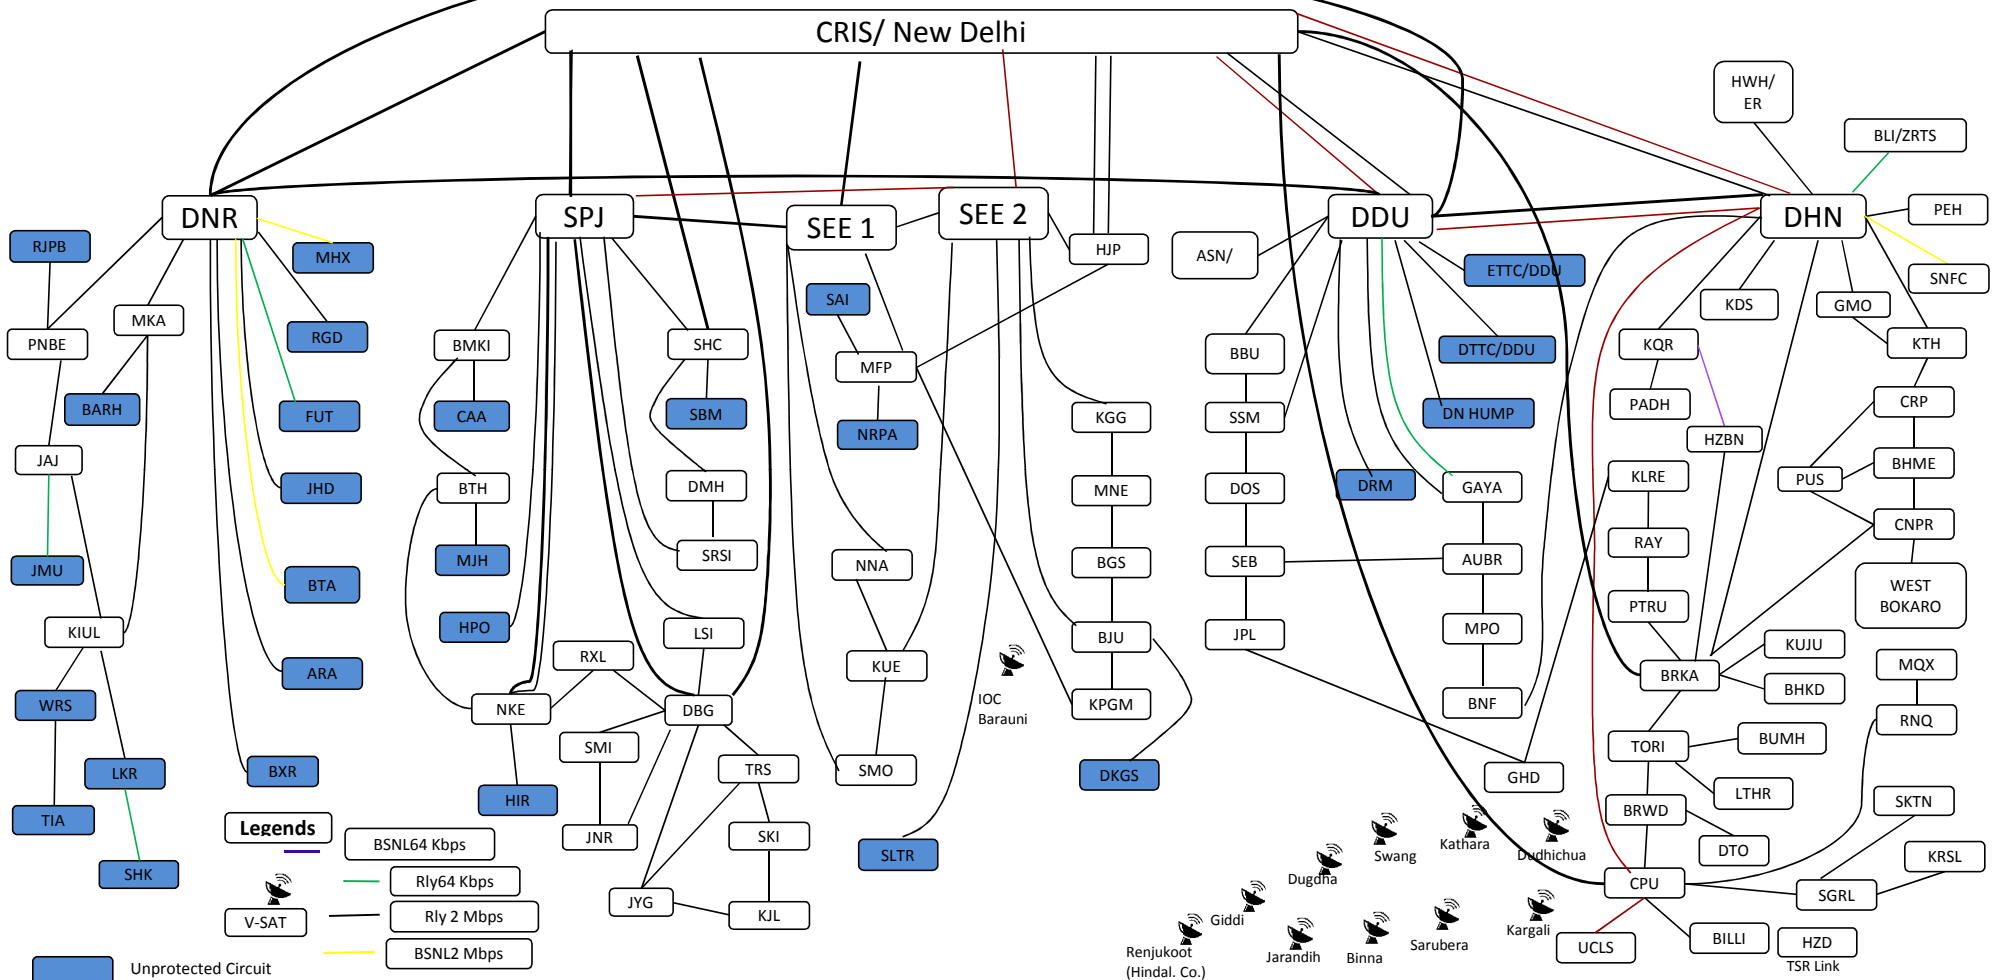 CRIS/ New Delhi
HWH/
ER
BLI/ZRTS
DNR
SPJ
SEE 1
SEE 2
DDU
DHN
PEH
RJPB
MHX
HJP
ASN/
ETTC/DDU
SNFC
SAI
KDS
GMO
MKA
PNBE
RGD
BMKI
SHC
MFP
BBU
DTTC/DDU
KQR
KTH
BARH
FUT
CAA
SBM
NRPA
KGG
SSM
DN HUMP
PADH
CRP
HZBN
JAJ
JHD
BTH
DMH
MNE
DOS
DRM
GAYA
KLRE
PUS
BHME
CNPR
JMU
BTA
MJH
SRSI
NNA
BGS
SEB
AUBR
RAY
WEST
BOKARO
PTRU
KIUL
HPO
LSI
BJU
JPL
MPO
KUJU
ARA
RXL
KUE
BRKA
BHKD
MQX
WRS
NKE
DBG
IOC
Barauni
KPGM
BNF
RNQ
SMI
TORI
BUMH
LKR
BXR
TRS
SMO
DKGS
GHD
HIR
LTHR
SKTN
TIA
Legends
JNR
SKI
BRWD
BSNL64 Kbps
SLTR
Swang
Kathara
Dudhichua
DTO
KRSL
SHK
Rly64 Kbps
Dugdha
CPU
SGRL
V-SAT
Rly 2 Mbps
JYG
KJL
Giddi
BSNL2 Mbps
Renjukoot
(Hindal. Co.)
Jarandih
Binna
Sarubera
Kargali
UCLS
BILLI
HZD
TSR Link
Unprotected Circuit